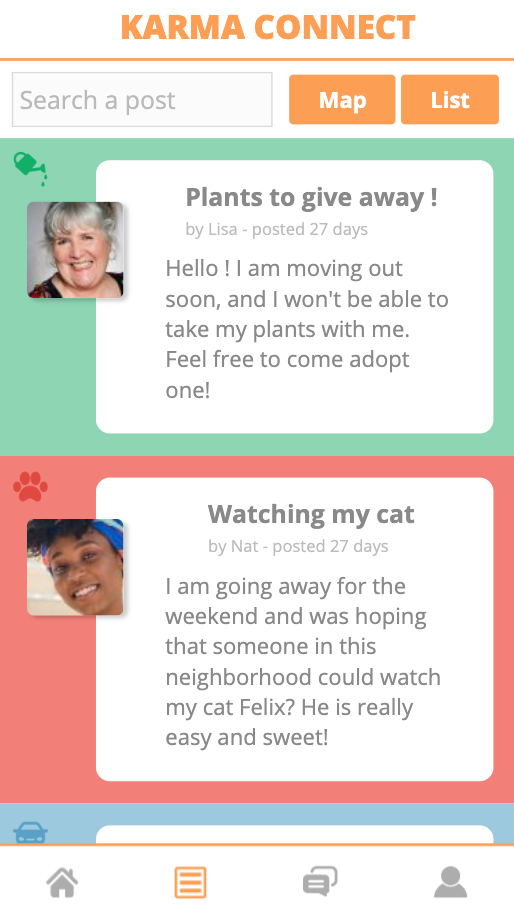 KARMA CONNECT
Search a post
Map
List
Plants to give away !
by Lisa - posted 27 days
Hello ! I am moving out
soon, and I won't be able to
take my plants with me.
Feel free to come adopt
one!
Watching my cat
by Nat - posted 27 days
I am going away for the
weekend and was hoping
that someone in this
neighborhood could watch
my cat Felix? He is really
easy and sweet!